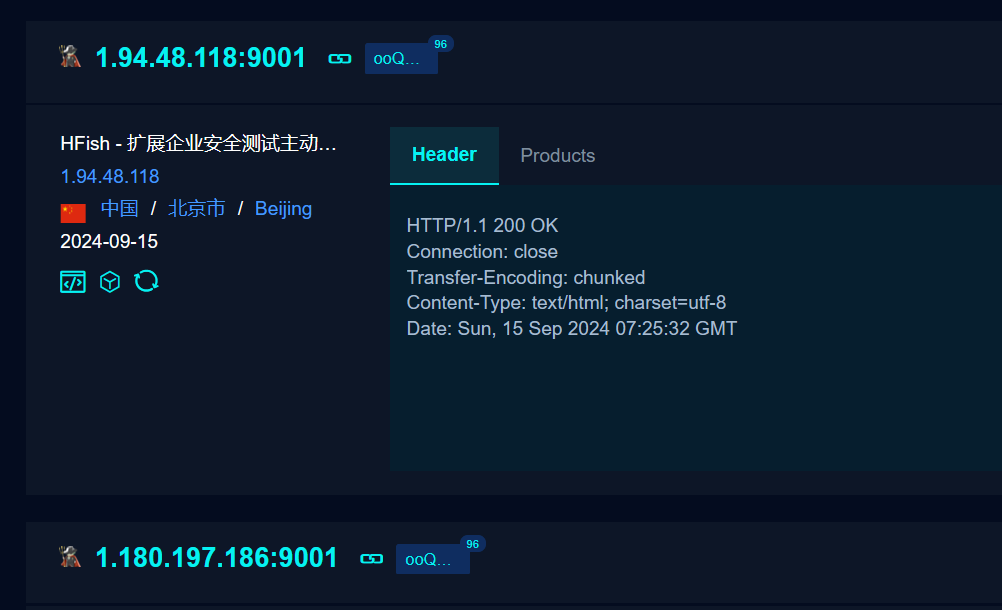 1.94.48.118:9001
ooQ...
96
HFish - 扩展企业安全测试主动...
1.94.48.118
中国 / 北京市 / Beijing
2024-09-15
Header
Products
HTTP/1.1 200 OK
Connection: close
Transfer-Encoding: chunked
Content-Type: text/html; charset=utf-8
Date: Sun, 15 Sep 2024 07:25:32 GMT
1.180.197.186:9001
ooQ...
96